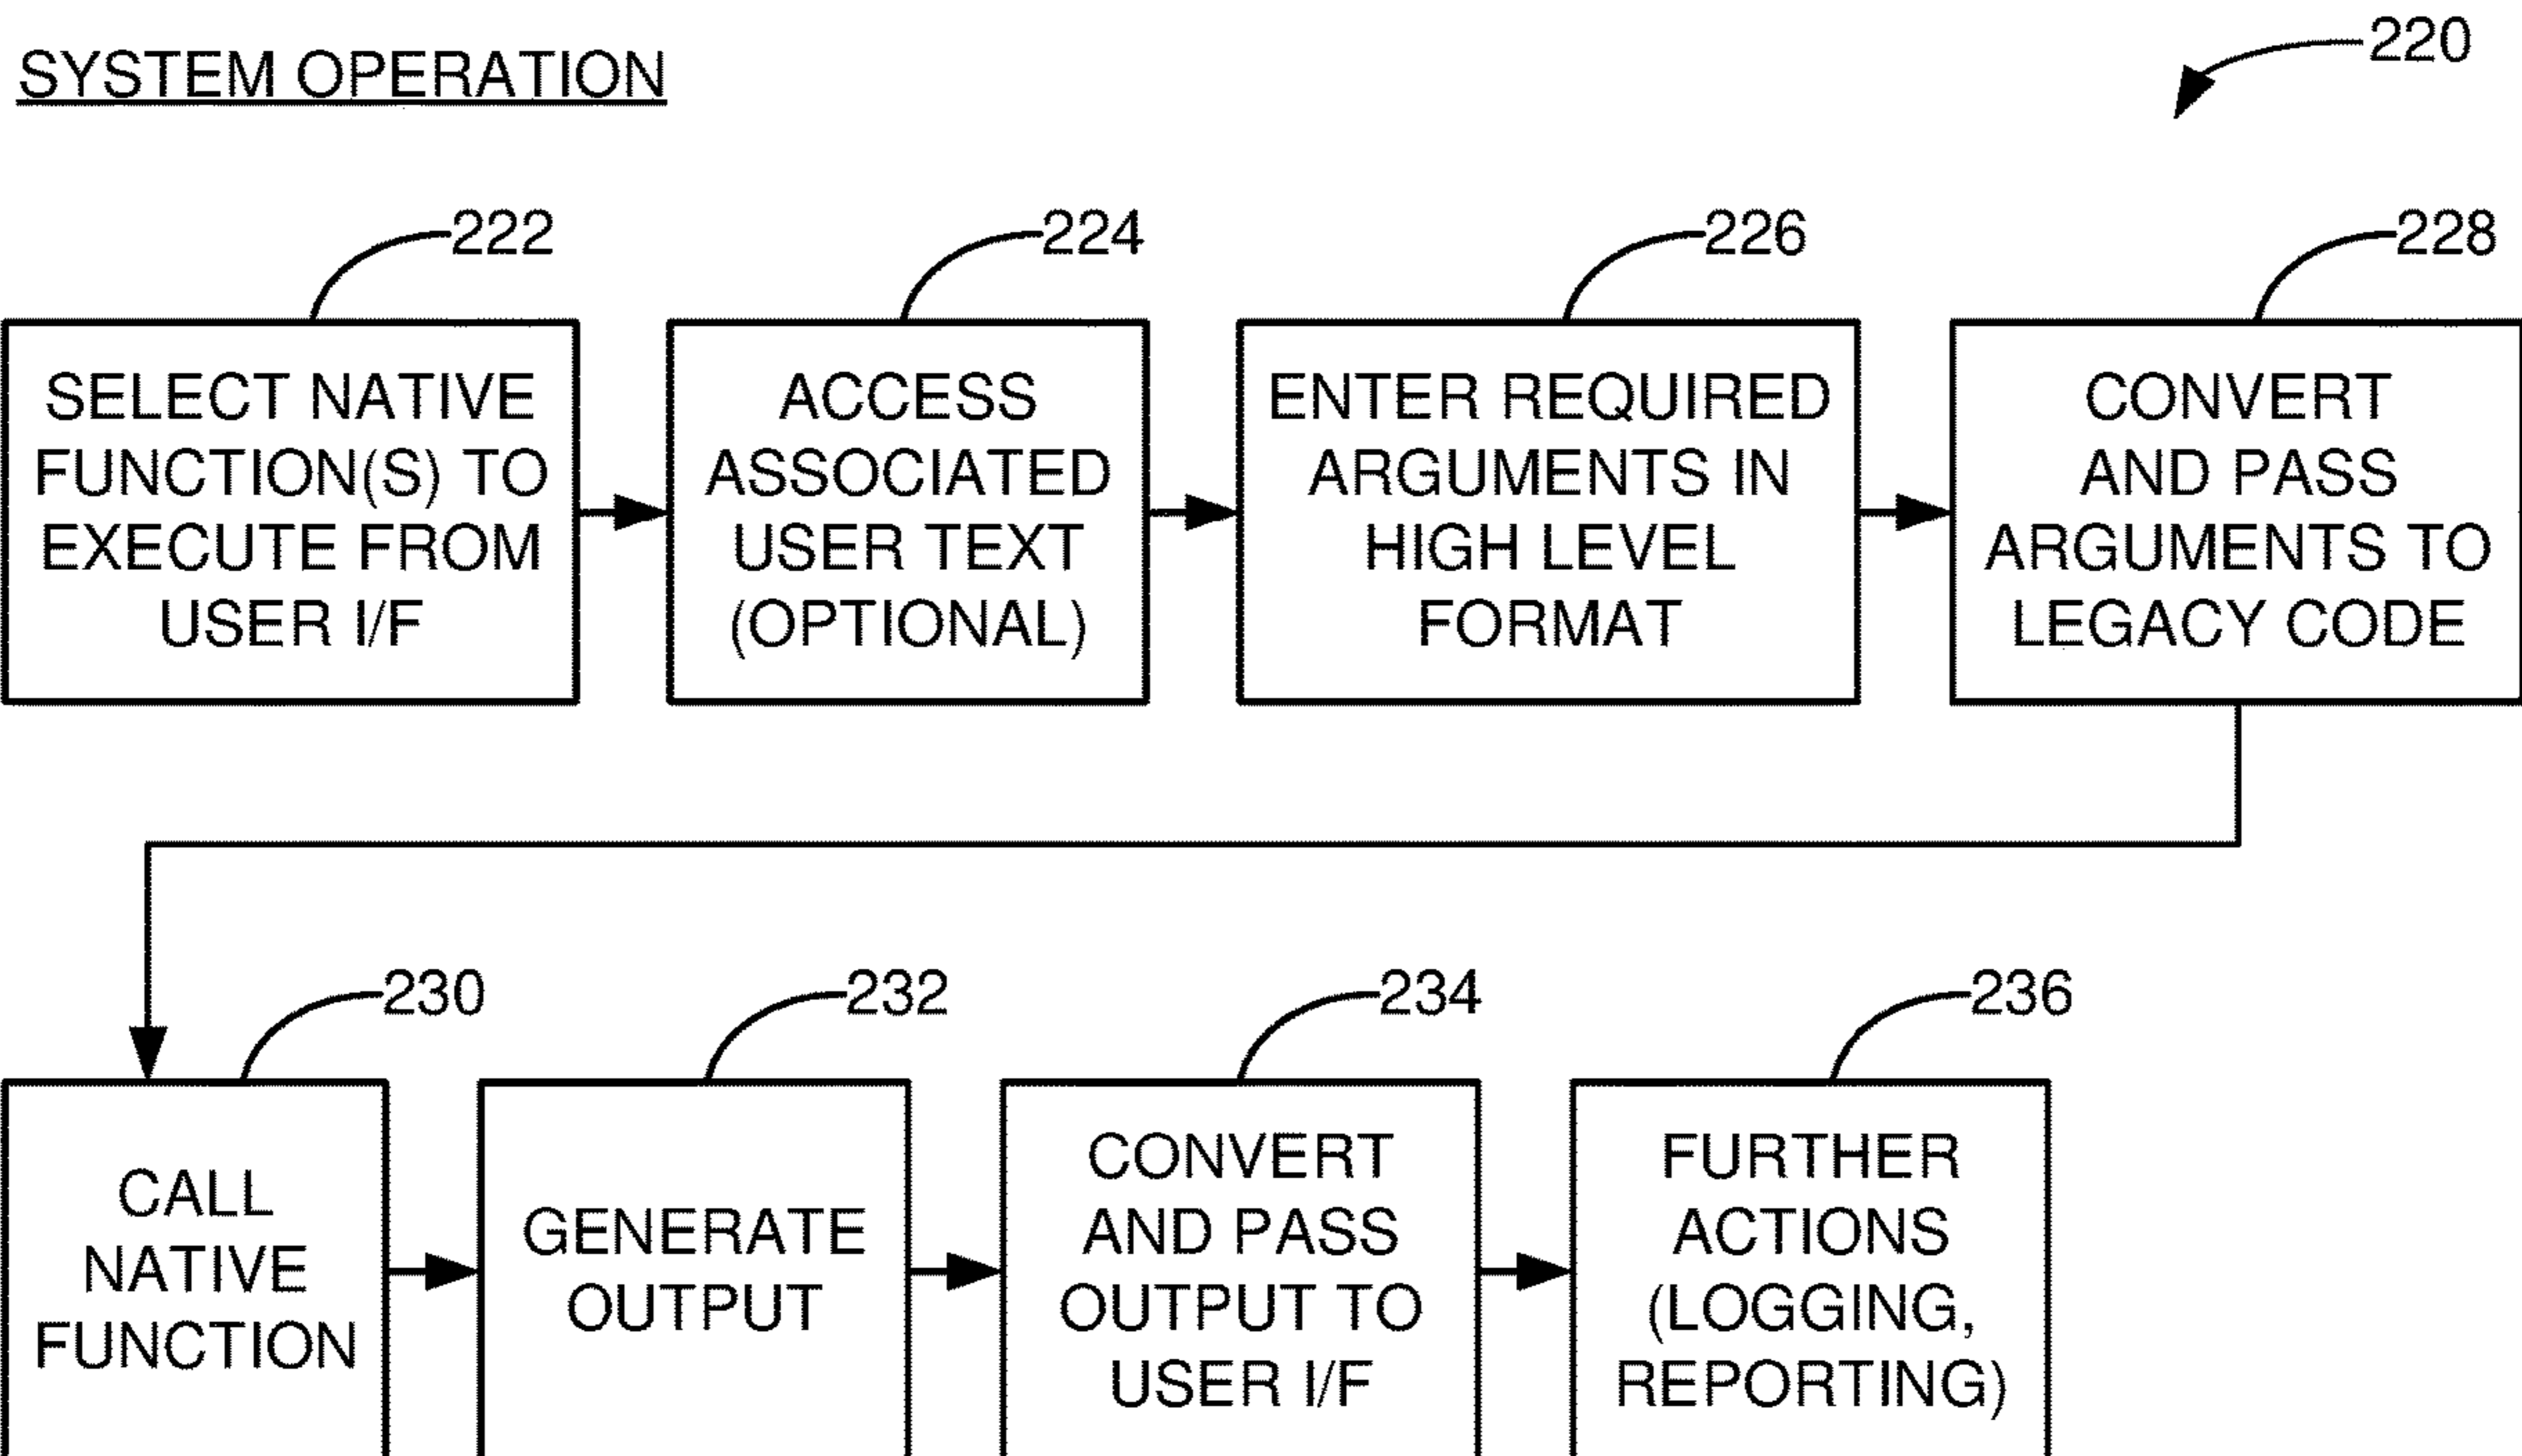 SYSTEM OPERATION
220
222
SELECT NATIVE
FUNCTION(S) TO
EXECUTE FROM
USER I/F
224
ACCESS
ASSOCIATED
USER TEXT
(OPTIONAL)
226
ENTER REQUIRED
ARGUMENTS IN
HIGH LEVEL
FORMAT
228
CONVERT
AND PASS
ARGUMENTS TO
LEGACY CODE
230
CALL
NATIVE
FUNCTION
232
GENERATE
OUTPUT
234
CONVERT
AND PASS
OUTPUT TO
USER I/F
236
FURTHER
ACTIONS
(LOGGING,
REPORTING)